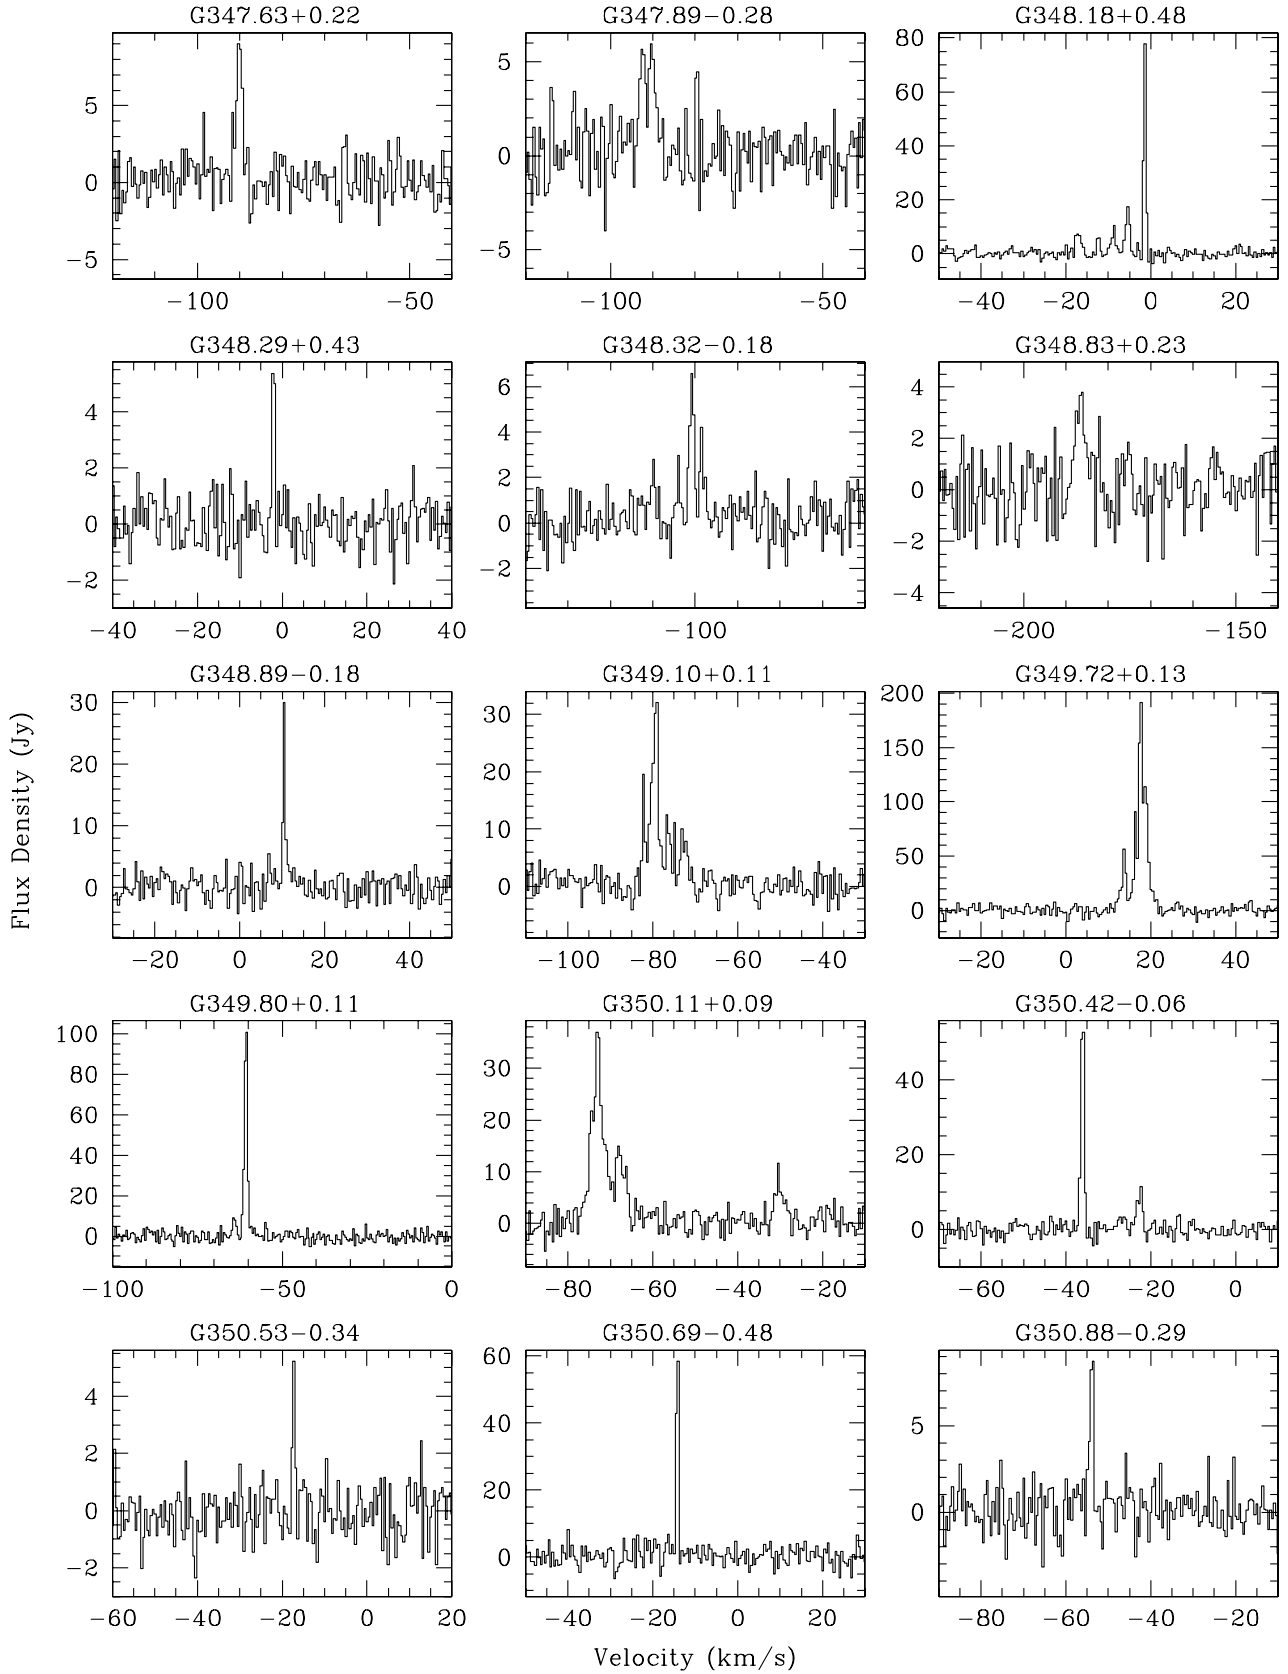 G347.63+0.22 G347.89−0.28 G348.18+0.48
5 0 −5
−100 −50
5 0 −5
−100 −50
80 60 40 20 0
−40 −20 0 20
G348.29+0.43 G348.32−0.18 G348.83+0.23
4 2 0 −2
−40 −20 0 20 40
6 4 2 0 −2
−100
4 2 0 −2 −4
−200 −150
G348.89−0.18 G349.10+0.11 G349.72+0.13
30 20 10 0
−20 0 20 40
30 20 10 0
−100 −80 −60 −40
200 150 100 50 0
−20 0 20 40
Flux Density (Jy)
G349.80+0.11 G350.11+0.09 G350.42−0.06
100 80 60 40 20 0
−100 −50 0
30 20 10 0
−80 −60 −40 −20
40 20 0
−60 −40 −20 0
G350.53−0.34 G350.69−0.48 G350.88−0.29
4 2 0 −2
−60 −40 −20 0 20
60 40 20 0
−40 −20 0 20
5 0
−80 −60 −40 −20
Velocity (km/s)